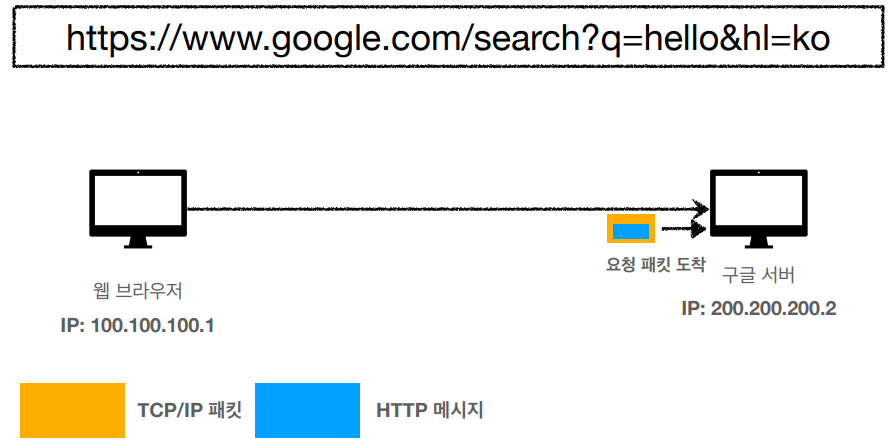 https://www.google.com/search?q=hello&hl=ko
요청 패킷 도착
웹 브라우저
구글 서버
IP: 100.100.100.1
IP: 200.200.200.2
TCP/IP 패킷
HTTP 메시지